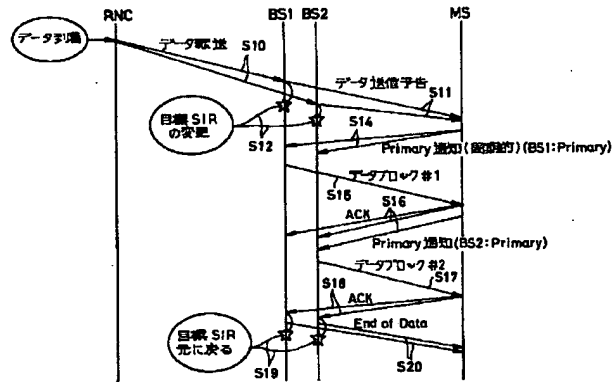 RNC
BS1
BS2
MS
データ到着
データ転送
S10
データ送信予告
S11
目標SIR
の変更
S12
S14
Primary通知(周期的)(BS1:Primary)
データブロック#1
S15
S16
ACK
Primary通知(BS2:Primary)
データブロック#2
S17
S18
ACK
End of Data
目標SIR
元に戻る
S19
S20